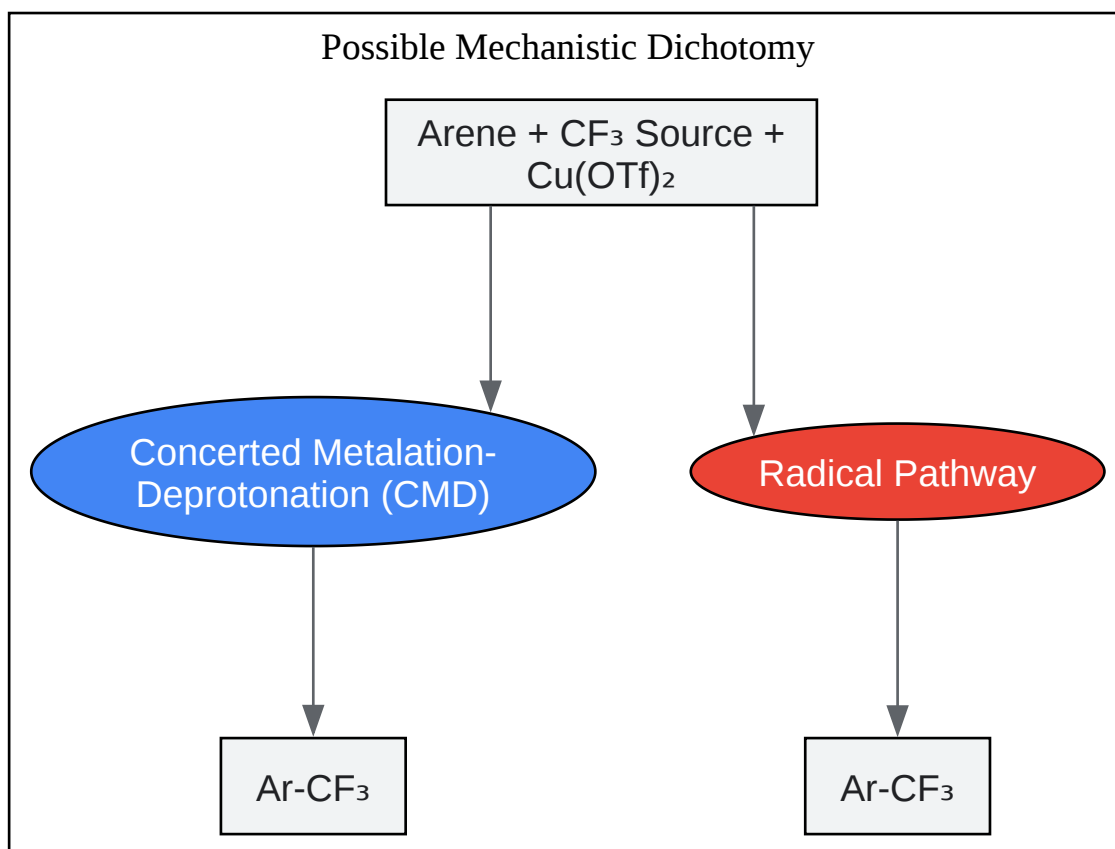 Possible Mechanistic Dichotomy
Arene + CF₃ Source +
Cu(OTf)₂
Concerted Metalation-
Deprotonation (CMD)
Radical Pathway
Ar-CF₃
Ar-CF₃